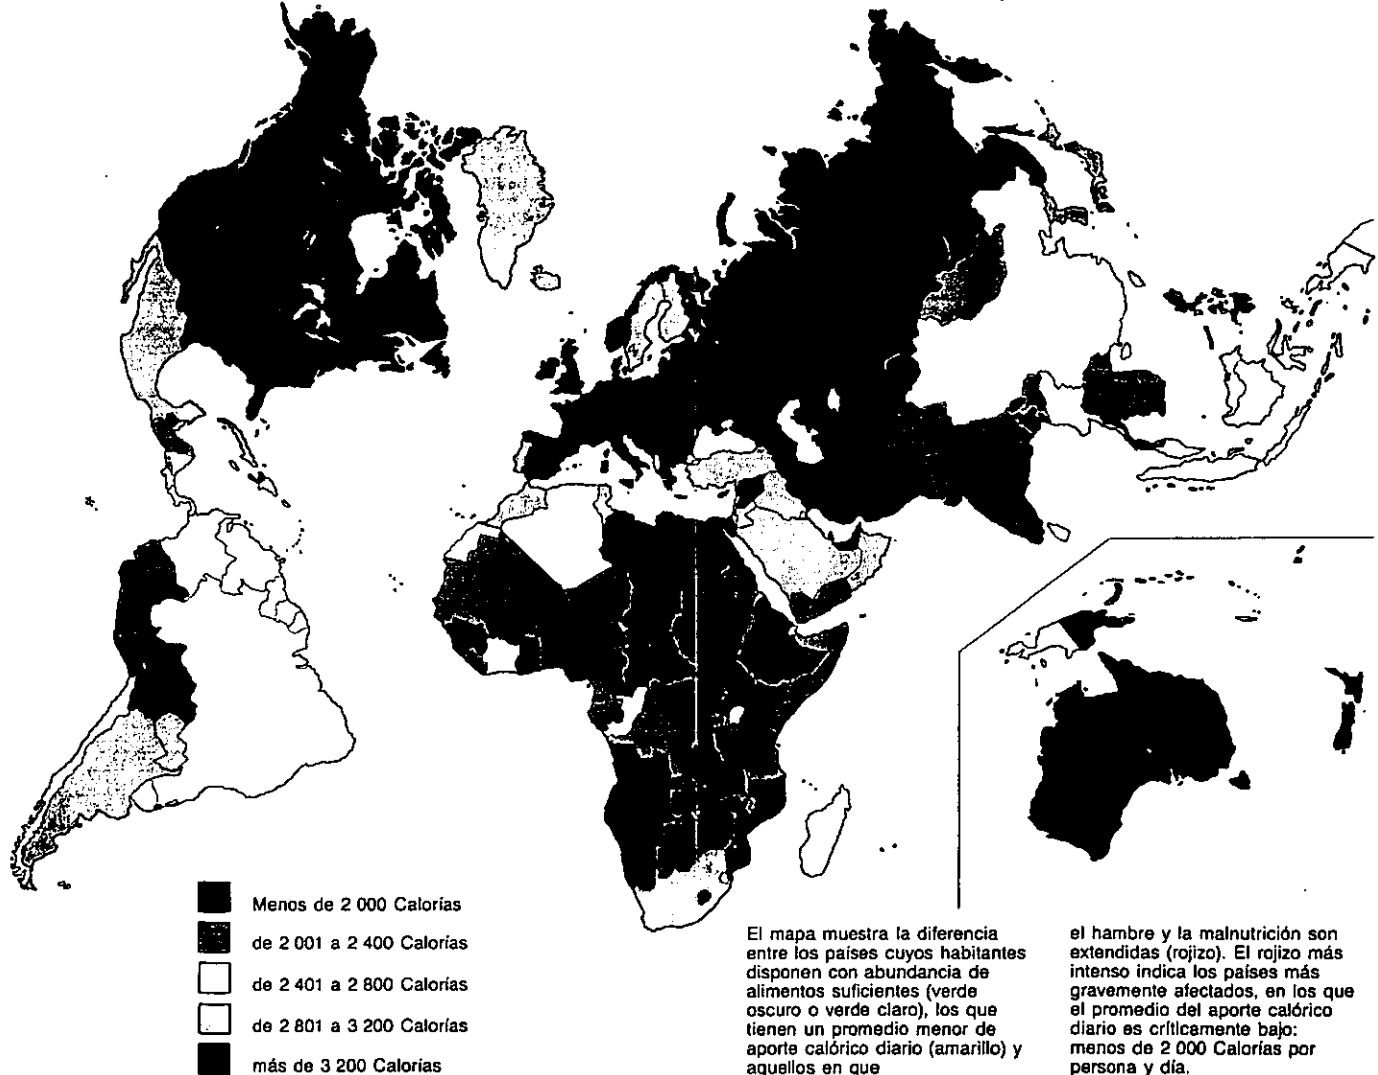 Menos de 2 000 Calorías
de 2 001 a 2 400 Calorías
de 2 401 a 2 800 Calorías
de 2 801 a 3 200 Calorías
más de 3 200 Calorías
El mapa muestra la diferencia
entre los países cuyos habitantes
disponen con abundancia de
alimentos suficientes (verde
oscuro o verde claro), los que
tienen un promedio menor de
aporte calórico diario (amarillo) y
aquellos en que
el hambre y la malnutrición son
extendidas (rojizo). El rojizo más
intenso indica los países más
gravemente afectados, en los que
el promedio del aporte calórico
diario es críticamente bajo:
menos de 2 000 Calorías por
persona y día.